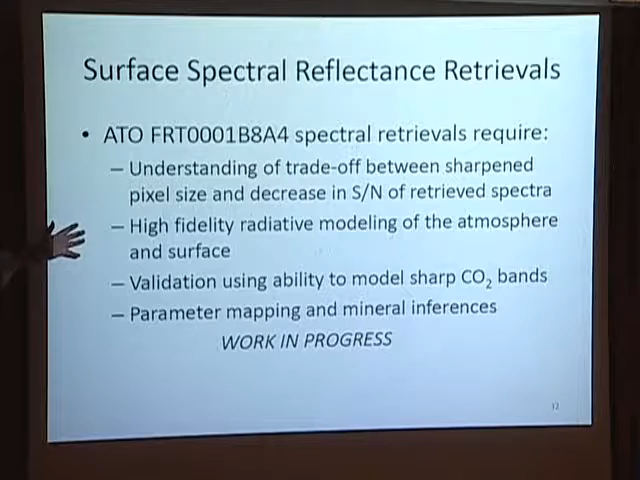 Surface Spectral Reflectance Retrievals
• ATO FRT0001B8A4 spectral retrievals require:
– Understanding of trade-off between sharpened
pixel size and decrease in S/N of retrieved spectra
– High fidelity radiative modeling of the atmosphere
and surface
– Validation using ability to model sharp CO₂ bands
– Parameter mapping and mineral inferences
WORK IN PROGRESS
12